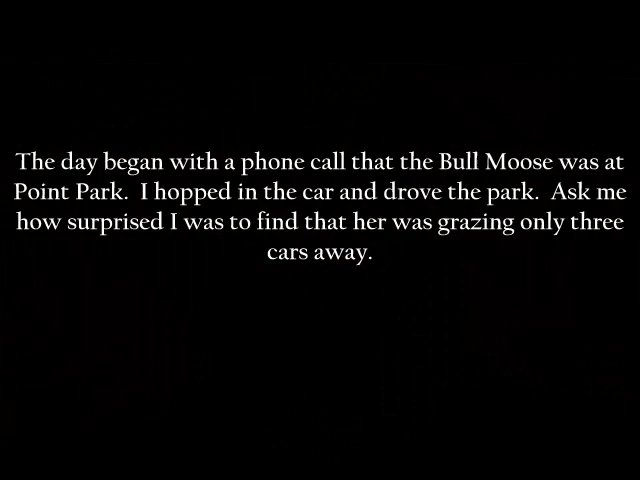 The day began with a phone call that the Bull Moose was at
Point Park.  I hopped in the car and drove the park.  Ask me
how surprised I was to find that her was grazing only three
cars away.